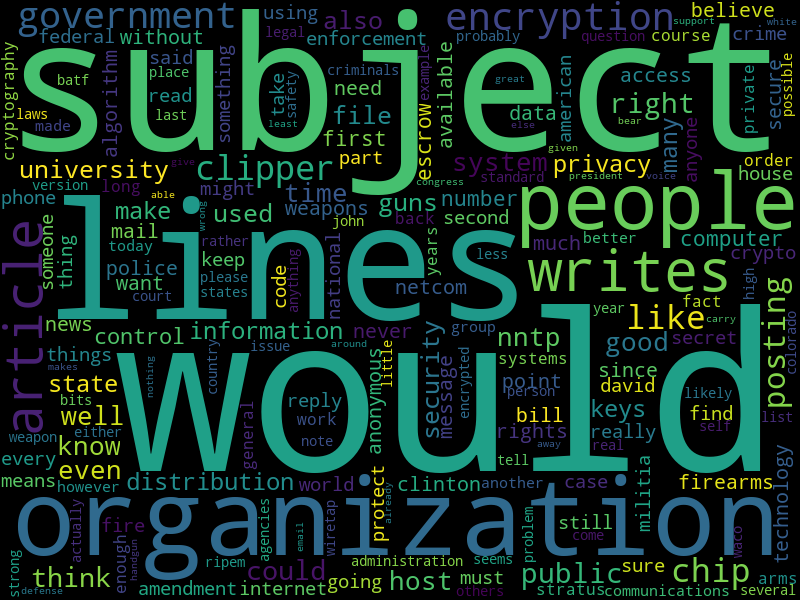 government
using
also
encryption
believe
federal
without
said
enforcement
probably
support
question
course
white
crime
subject
batf
place
legal
criminals
cryptography
laws
made
read
last
algorithm
something
take
least
safety
need
file
example
available
data
american
access
right
private
secure
possible
university
give
clipper
first
part
escrow
else
great
system
standard
given
many
bear
privacy
anyone
order
house
version
long
able
might
time
weapons
guns
congress
president
number
voice
phone
make
mail
used
john
back
second
people
someone
thing
today
wrong
rather
want
police
keep
please
states
court
code
anything
national
lines
years
less
much
better
computer
crypto
article
netcom
writes
high
news
control
information
never
group
nntp
year
fact
like
carry
secret
colorado
posting
things
issue
around
little
country
state
makes
nothing
would
anonymous
security
message
encrypted
systems
good
since
point
person
david
likely
find
list
self
bits
well
either
weapon
know
even
every
means
however
reply
work
note
general
bill
rights
keys
really
away
real
tell
distribution
world
protect
clinton
another
case
militia
firearms
technology
organization
actually
fire
enough
agencies
already
email
wiretap
problem
still
come
waco
arms
strong
think
handgun
defense
ripem
could
administration
seems
amendment
internet
going
host
must
others
public
sure
chip
stratus
communications
several